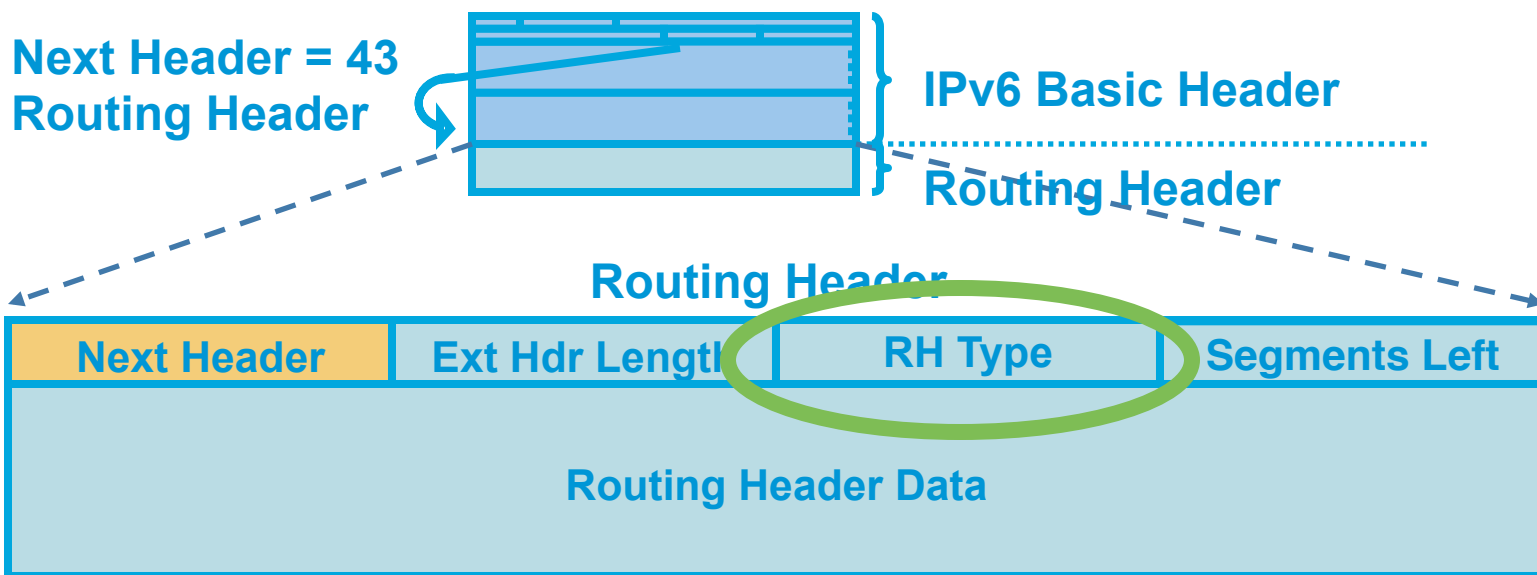 Next Header = 43
Routing Header
IPv6 Basic Header
Routing Header
Routing Header
Next Header
Ext Hdr Length
RH Type
Segments Left
Routing Header Data